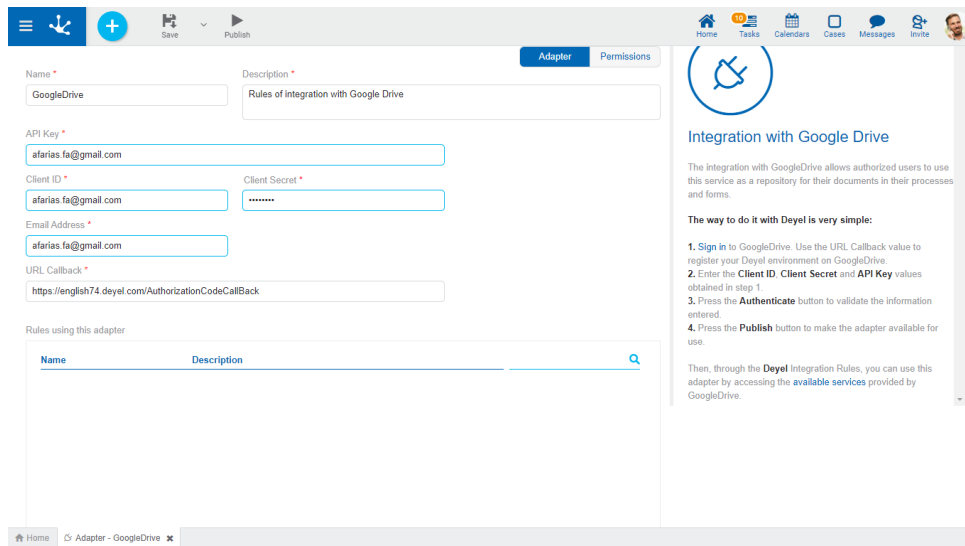 Save
Publish
Home
10
Tasks
Calendars
Cases
Messages
Invite
Adapter
Permissions
Name *
Description *
GoogleDrive
Rules of integration with Google Drive
API Key *
afarias.fa@gmail.com
Client ID *
Client Secret *
afarias.fa@gmail.com
••••••••
Email Address *
afarias.fa@gmail.com
URL Callback *
https://english74.deyel.com/AuthorizationCodeCallBack
Rules using this adapter
Name
Description
Integration with Google Drive
The integration with GoogleDrive allows authorized users to use
this service as a repository for their documents in their processes
and forms.
The way to do it with Deyel is very simple:
1. Sign in to GoogleDrive. Use the URL Callback value to
register your Deyel environment on GoogleDrive.
2. Enter the Client ID, Client Secret and API Key values
obtained in step 1.
3. Press the Authenticate button to validate the information
entered.
4. Press the Publish button to make the adapter available for
use.
Then, through the Deyel Integration Rules, you can use this
adapter by accessing the available services provided by
GoogleDrive.
Home
Adapter - GoogleDrive